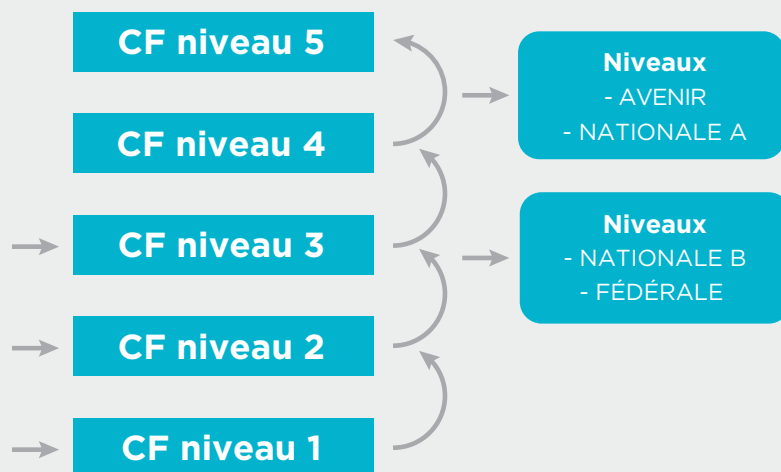 CF niveau 5
CF niveau 4
CF niveau 3
CF niveau 2
CF niveau 1
Niveaux
- AVENIR
- NATIONALE A
Niveaux
- NATIONALE B
- FÉDÉRALE